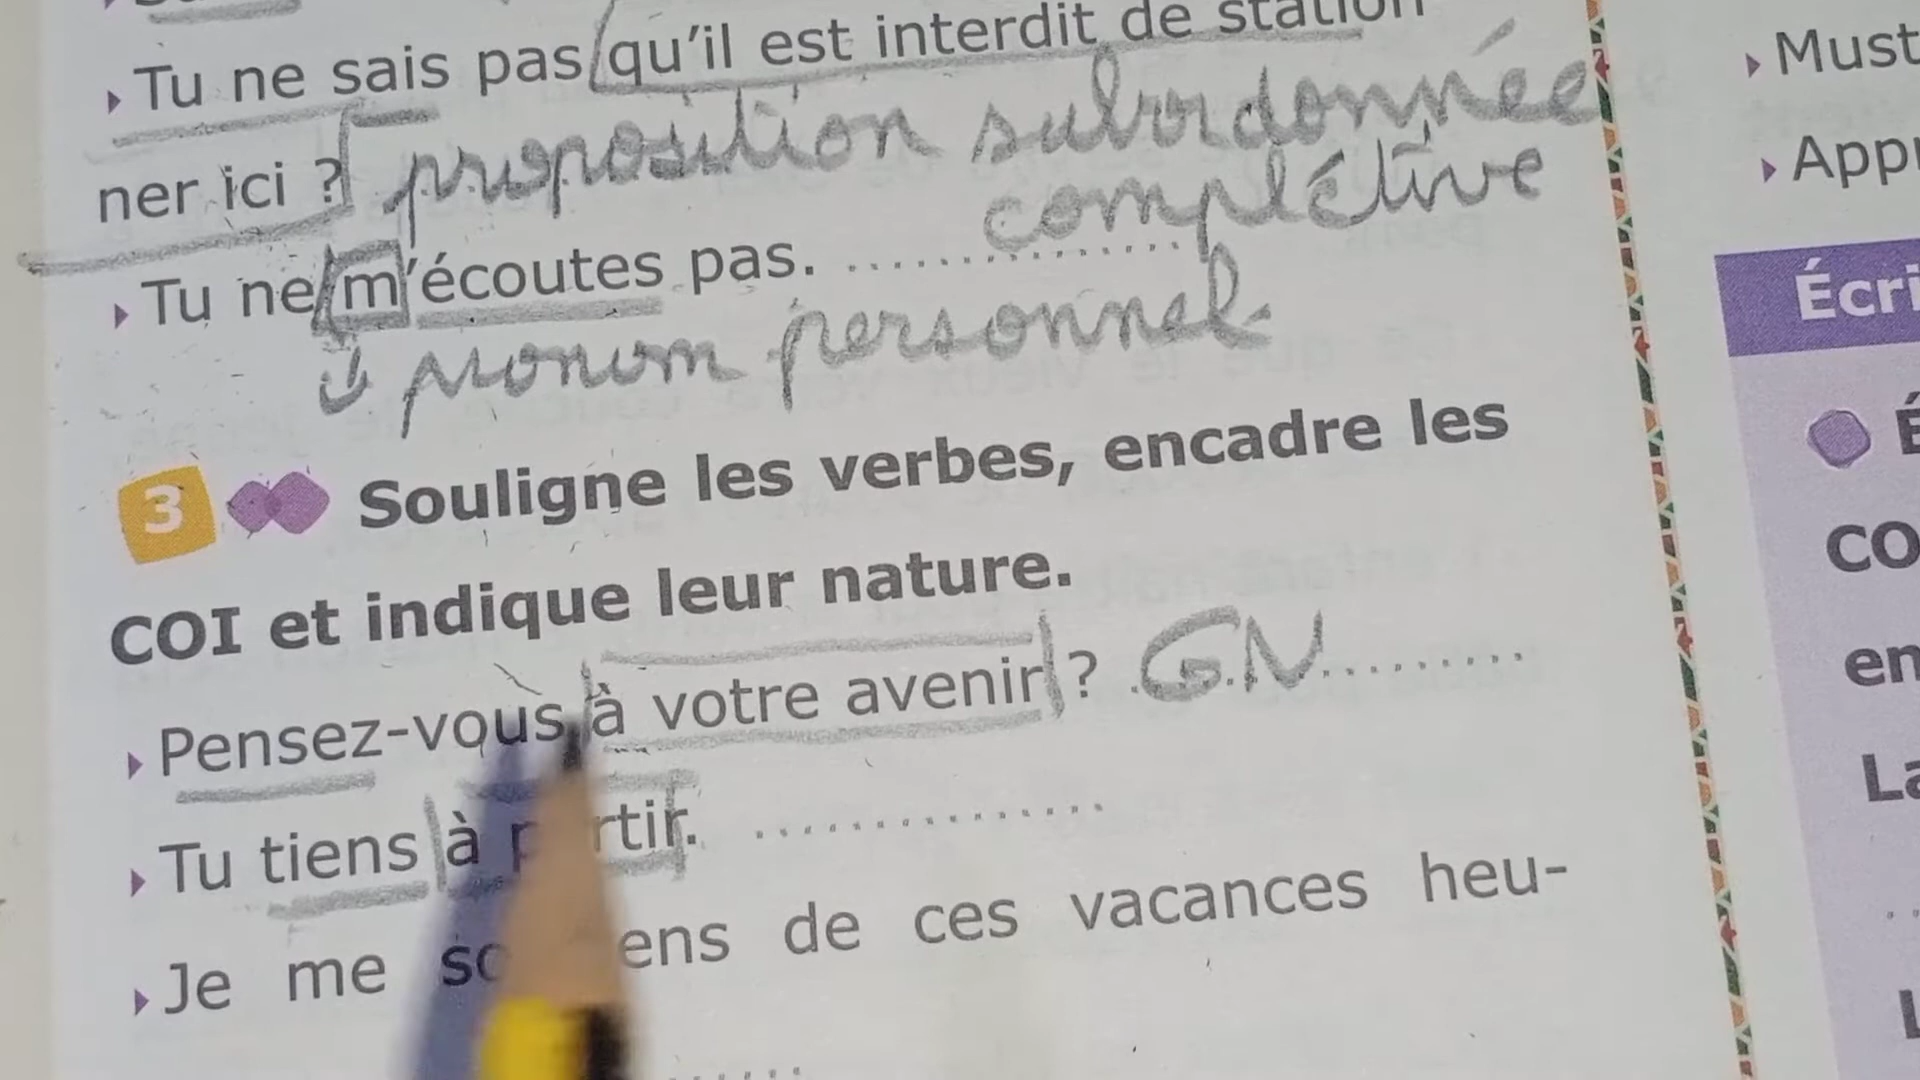 Tu ne sais pas qu'il est interdit de station
ner ici ? proposition subordonnée
complétive
Tu ne m'écoutes pas. ...............
pronom personnel
3 Souligne les verbes, encadre les
COI et indique leur nature.
Pensez-vous à votre avenir ? GN.........
Tu tiens à .................
Je me de ces vacances heu-
Must
App
Écri
É
CO
en
La